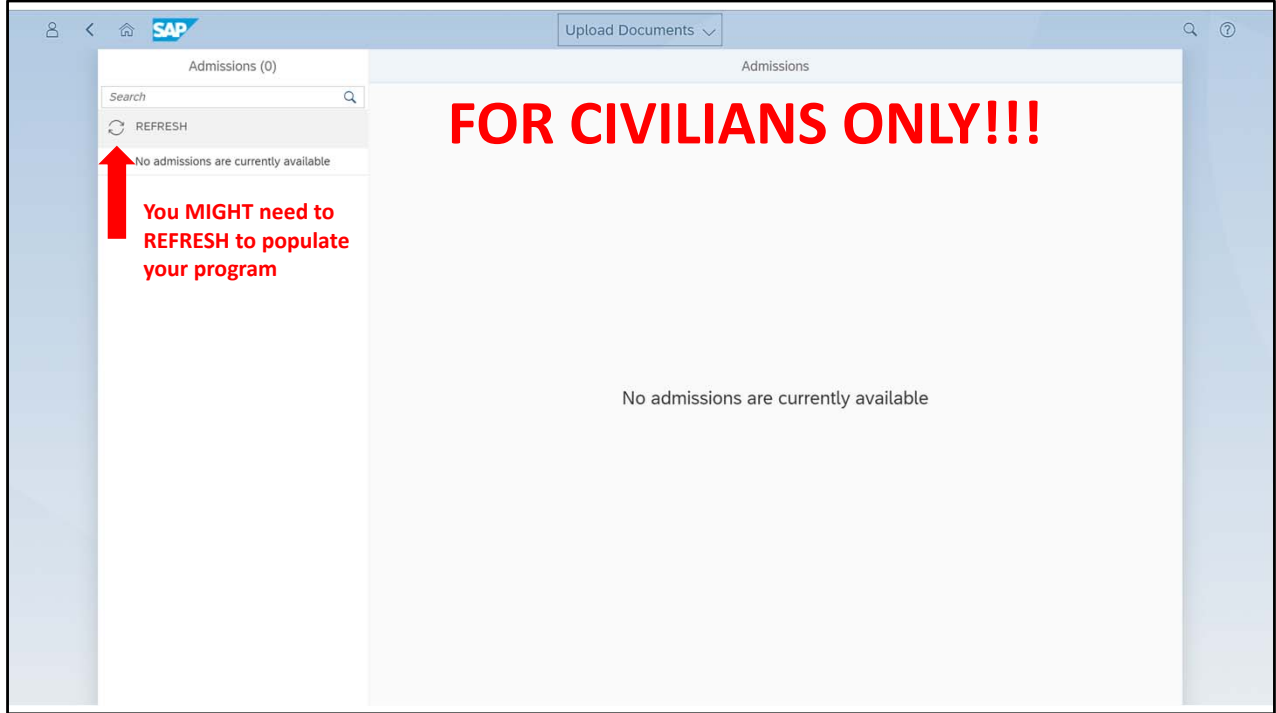 SAP
Upload Documents
Admissions (0)
Admissions
Search
FOR CIVILIANS ONLY!!!
REFRESH
No admissions are currently available
You MIGHT need to
REFRESH to populate
your program
No admissions are currently available